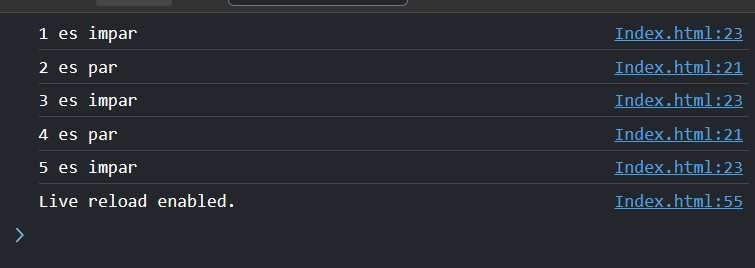 1 es impar Index.html:23
2 es par Index.html:21
3 es impar Index.html:23
4 es par Index.html:21
5 es impar Index.html:23
Live reload enabled. Index.html:55